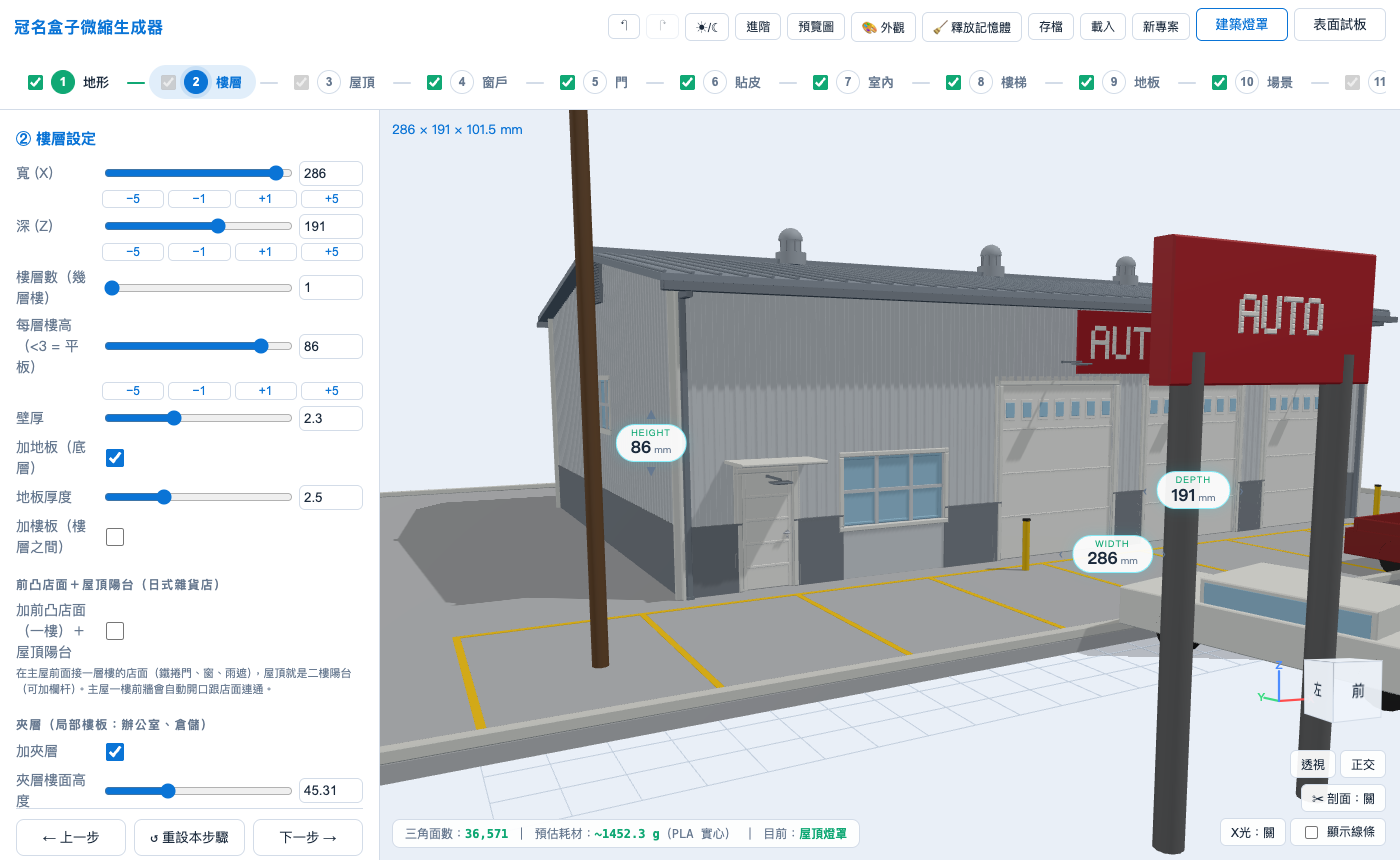 冠名盒子微縮生成器
↰ ↱ ☀/☾ 進階 預覽圖 🎨 外觀 🧹 釋放記憶體 存檔 載入 新專案 建築燈罩 表面試板
1 地形 2 樓層 3 屋頂 4 窗戶 5 門 6 貼皮 7 室內 8 樓梯 9 地板 10 場景 11
② 樓層設定
寬 (X) 286
−5 −1 +1 +5
深 (Z) 191
−5 −1 +1 +5
樓層數（幾
層樓） 1
每層樓高
（<3 = 平
板） 86
−5 −1 +1 +5
壁厚 2.3
加地板（底
層）
地板厚度 2.5
加樓板（樓
層之間）
前凸店面＋屋頂陽台（日式雜貨店）
加前凸店面
（一樓）＋
屋頂陽台
在主屋前面接一層樓的店面（鐵捲門、窗、雨遮），屋頂就是二樓陽台
（可加欄杆）。主屋一樓前牆會自動開口跟店面連通。
夾層（局部樓板：辦公室、倉儲）
加夾層
夾層樓面高
度 45.31
← 上一步 ↺ 重設本步驟 下一步 →
286 × 191 × 101.5 mm
AUTO
AUT
HEIGHT
86 mm
DEPTH
191 mm
WIDTH
286 mm
Z
Y
左 前
透視 正交
✂ 剖面：關
X光：關 顯示線條
三角面數：36,571 | 預估耗材：~1452.3 g（PLA 實心） | 目前：屋頂燈罩